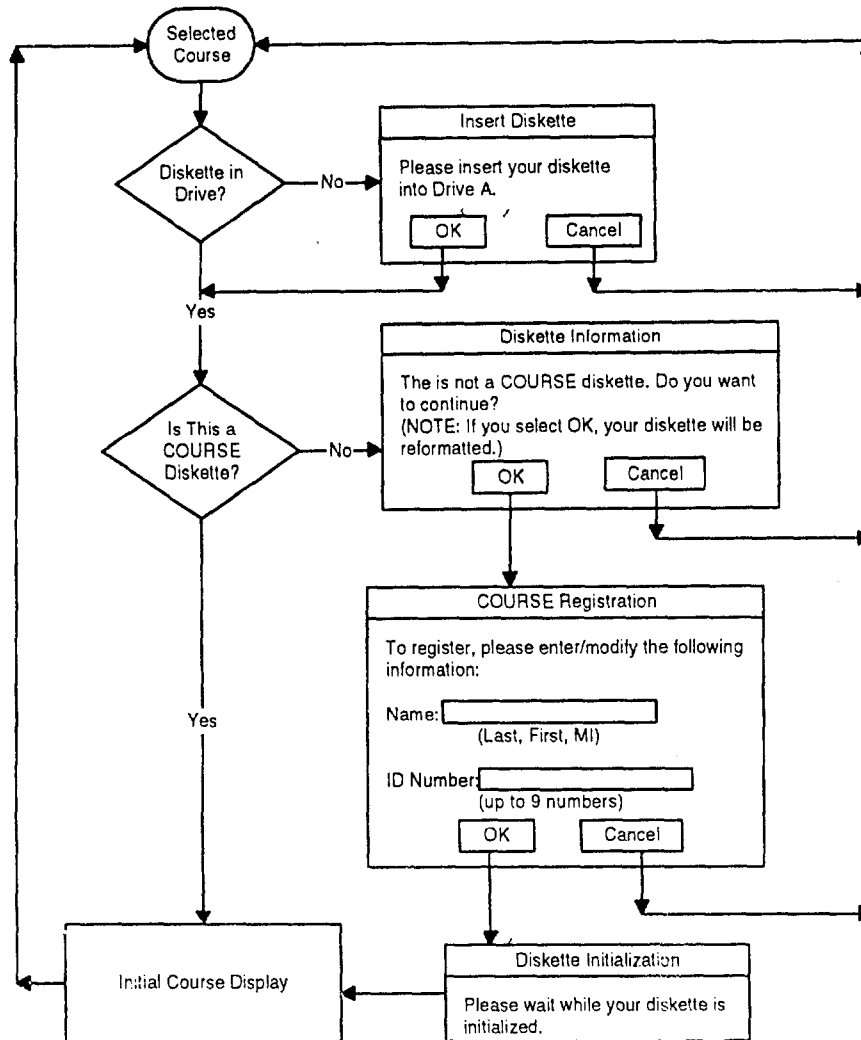 Selected
Course
Insert Diskette
Diskette in
Drive?
No
Please insert your diskette
into Drive A.
OK
Cancel
Yes
Diskette Information
The is not a COURSE diskette. Do you want
to continue?
(NOTE: If you select OK, your diskette will be
reformatted.)
Is This a
COURSE
Diskette?
No
OK
Cancel
COURSE Registration
To register, please enter/modify the following
information:
Name:
(Last, First, MI)
Yes
ID Number:
(up to 9 numbers)
OK
Cancel
Initial Course Display
Diskette Initialization
Please wait while your diskette is
initialized.